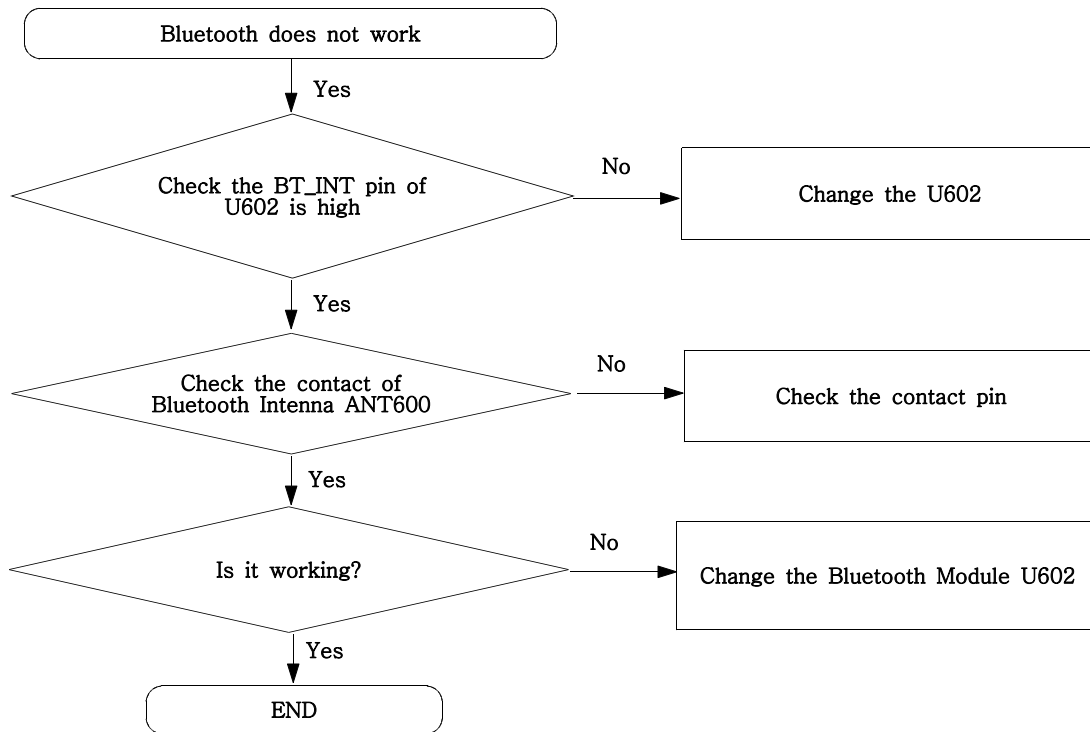 Bluetooth does not work
Yes
Check the BT_INT pin of
U602 is high
No
Change the U602
Yes
Check the contact of
Bluetooth Intenna ANT600
No
Check the contact pin
Yes
Is it working?
No
Change the Bluetooth Module U602
Yes
END